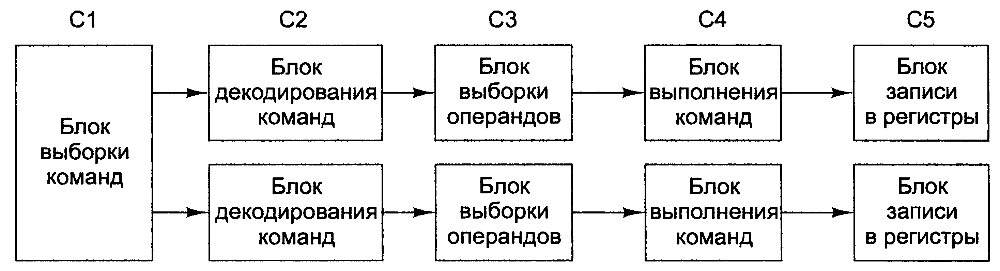 С1
С2
С3
С4
С5
Блок
выборки
команд
Блок
декодирования
команд
Блок
выборки
операндов
Блок
выполнения
команд
Блок
записи
в регистры
Блок
декодирования
команд
Блок
выборки
операндов
Блок
выполнения
команд
Блок
записи
в регистры